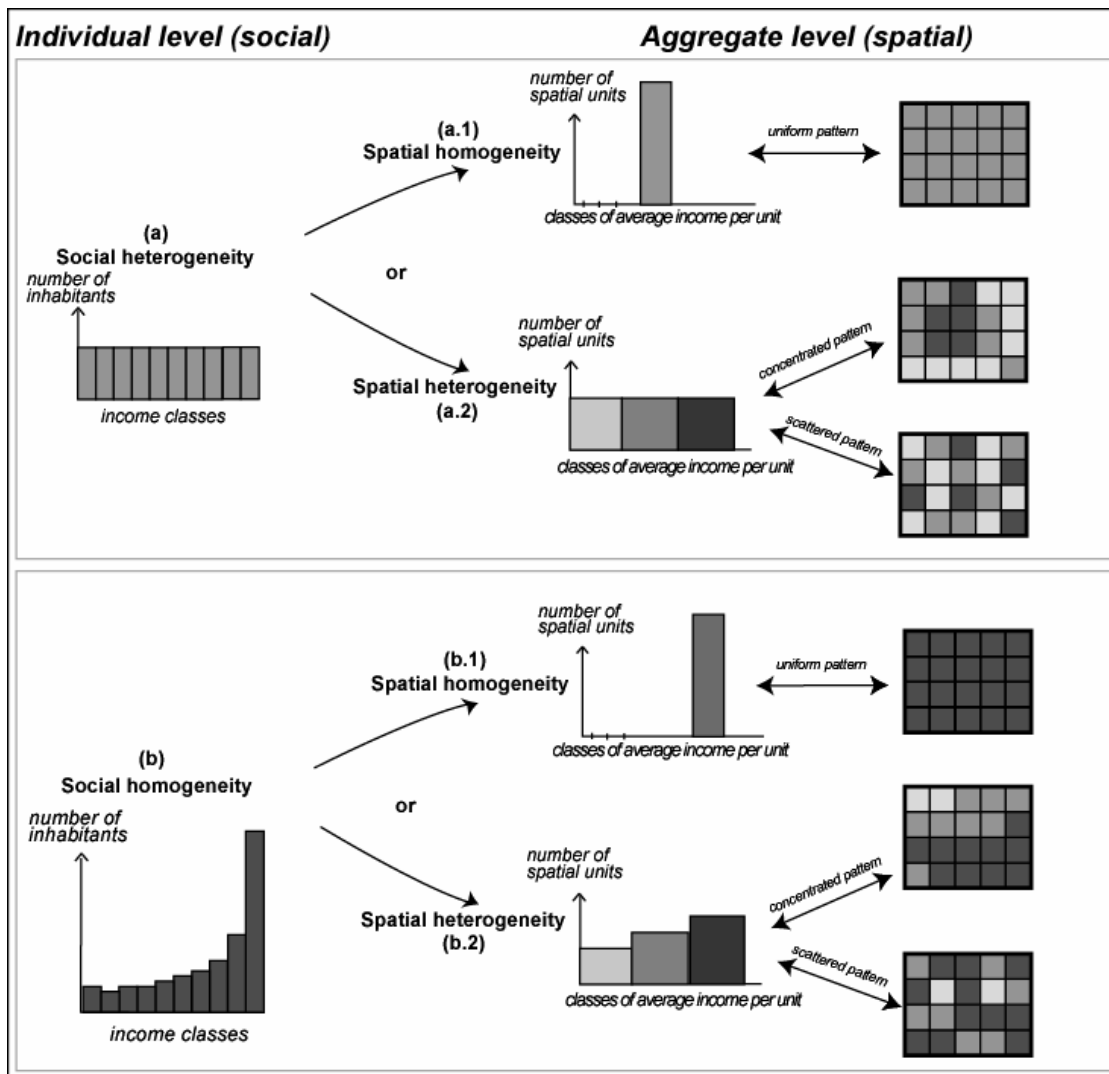 Individual level (social)
Aggregate level (spatial)
number of
spatial units
(a.1)
Spatial homogeneity
uniform pattern
classes of average income per unit
(a)
Social heterogeneity
number of
inhabitants
income classes
or
number of
spatial units
Spatial heterogeneity
(a.2)
concentrated pattern
scattered pattern
classes of average income per unit
number of
spatial units
(b.1)
Spatial homogeneity
uniform pattern
classes of average income per unit
(b)
Social homogeneity
number of
inhabitants
income classes
or
number of
spatial units
Spatial heterogeneity
(b.2)
concentrated pattern
scattered pattern
classes of average income per unit